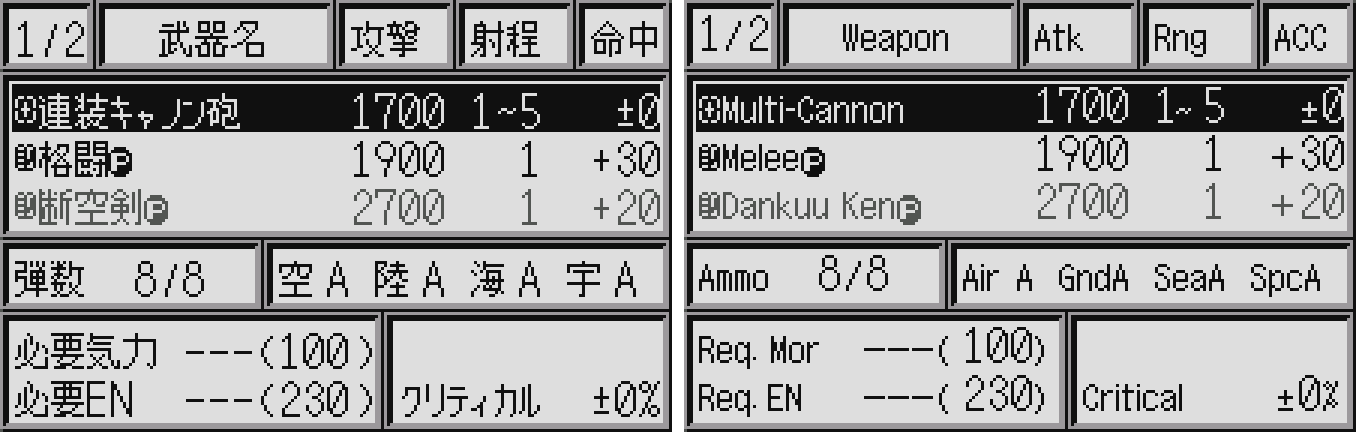 1/2 武器名 攻撃 射程 命中
連装キャノン砲 1700 1~5 ±0
格闘P 1900 1 +30
断空剣P 2700 1 +20
弾数 8/8 空A 陸A 海A 宇A
必要気力 ---(100)
必要EN ---(230) クリティカル ±0%
1/2 Weapon Atk Rng ACC
Multi-Cannon 1700 1~5 ±0
MeleeP 1900 1 +30
Dankuu KenP 2700 1 +20
Ammo 8/8 Air A GndA SeaA SpcA
Req. Mor ---(100)
Req. EN ---(230) Critical ±0%